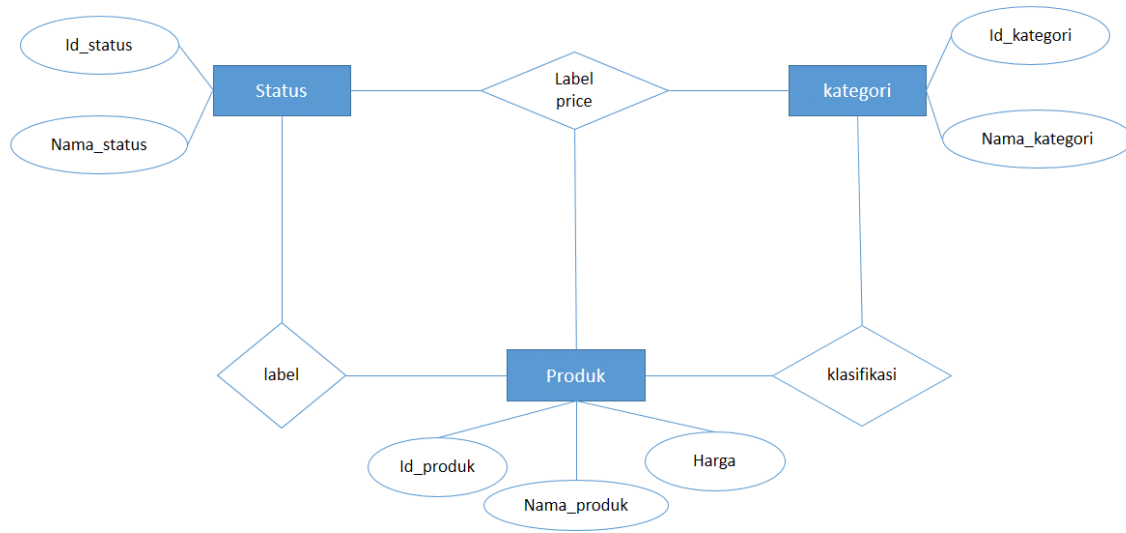 Id_status
Id_kategori
Status
Label
price
kategori
Nama_status
Nama_kategori
label
Produk
klasifikasi
Id_produk
Harga
Nama_produk